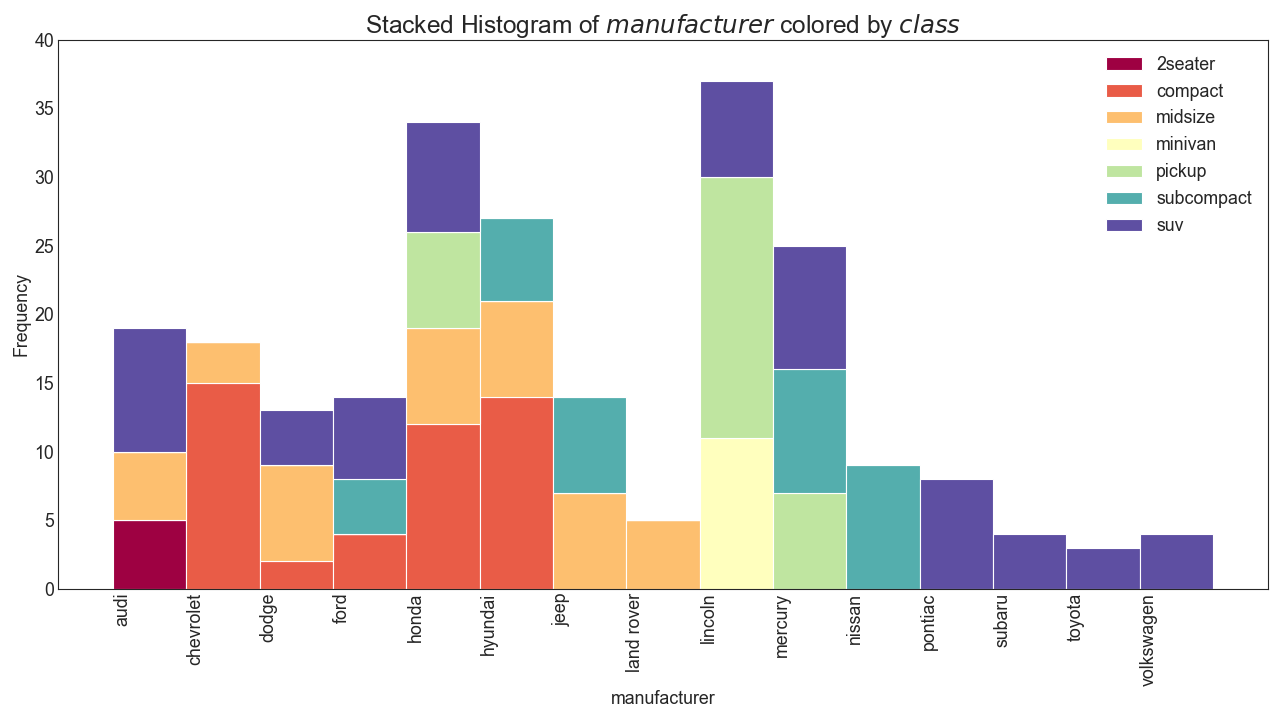 Stacked Histogram of manufacturer colored by class
40
35
30
25
20
15
10
5
0
Frequency
2seater
compact
midsize
minivan
pickup
subcompact
suv
audi
chevrolet
dodge
ford
honda
hyundai
jeep
land rover
lincoln
mercury
nissan
pontiac
subaru
toyota
volkswagen
manufacturer